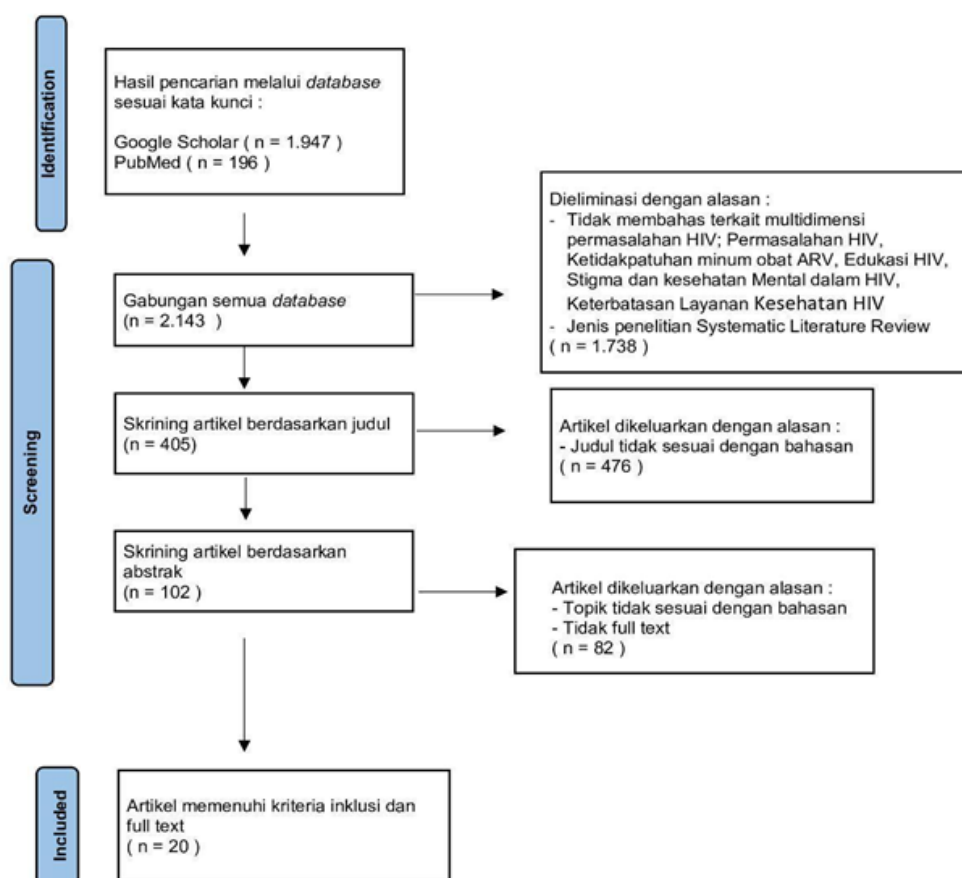 Identification
Hasil pencarian melalui database
sesuai kata kunci :
Google Scholar ( n = 1.947 )
PubMed ( n = 196 )
Screening
Gabungan semua database
(n = 2.143 )
Dieliminasi dengan alasan :
- Tidak membahas terkait multidimensi
permasalahan HIV; Permasalahan HIV,
Ketidakpatuhan minum obat ARV, Edukasi HIV,
Stigma dan kesehatan Mental dalam HIV,
Keterbatasan Layanan Kesehatan HIV
- Jenis penelitian Systematic Literature Review
( n = 1.738 )
Skrining artikel berdasarkan judul
(n = 405)
Artikel dikeluarkan dengan alasan :
- Judul tidak sesuai dengan bahasan
( n = 476 )
Skrining artikel berdasarkan
abstrak
(n = 102 )
Artikel dikeluarkan dengan alasan :
- Topik tidak sesuai dengan bahasan
- Tidak full text
( n = 82 )
Included
Artikel memenuhi kriteria inklusi dan
full text
( n = 20 )